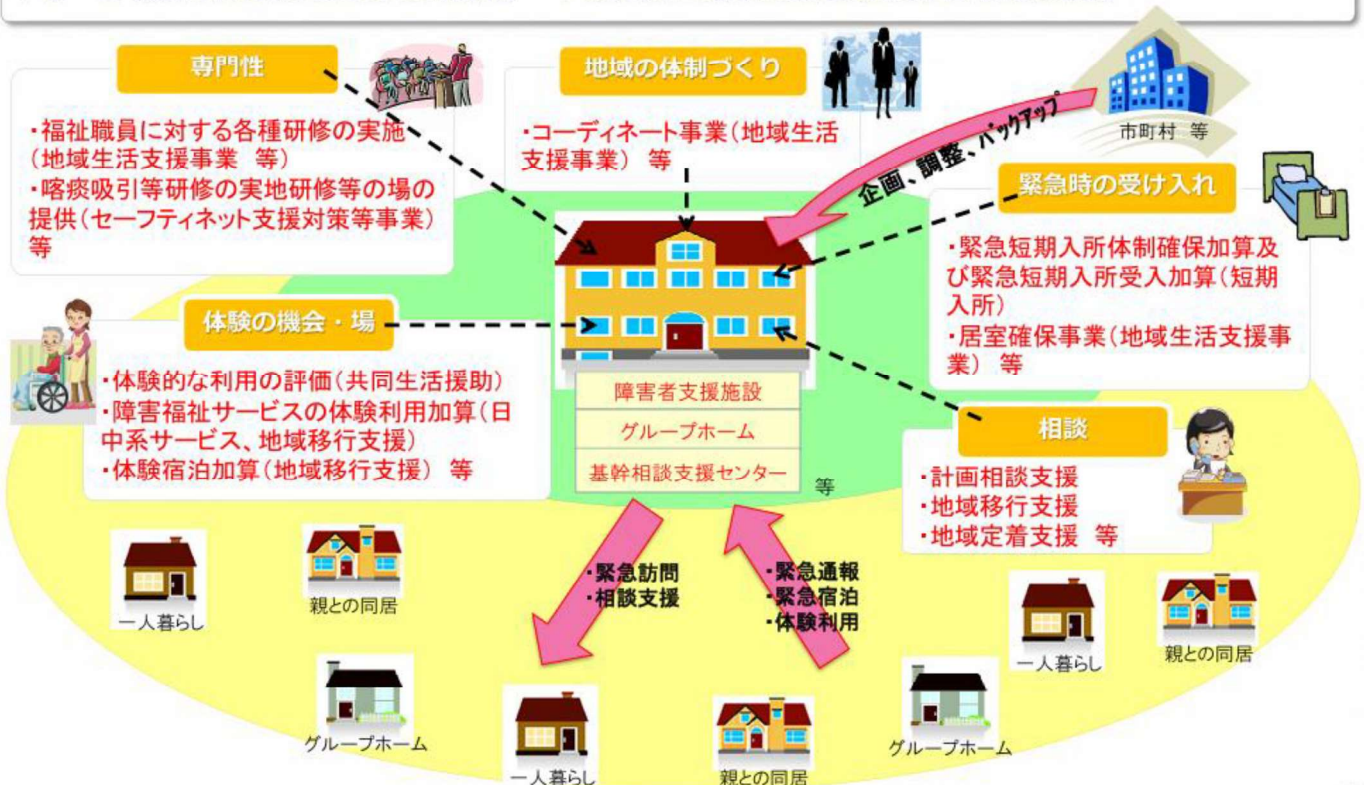 専門性
・福祉職員に対する各種研修の実施
(地域生活支援事業 等)
・喀痰吸引等研修の実地研修等の場の
提供(セーフティネット支援対策等事業)
等
地域の体制づくり
・コーディネート事業(地域生活
支援事業) 等
市町村 等
企画、調整、バックアップ
緊急時の受け入れ
・緊急短期入所体制確保加算及
び緊急短期入所受入加算(短期
入所)
・居室確保事業(地域生活支援事
業) 等
体験の機会・場
・体験的な利用の評価(共同生活援助)
・障害福祉サービスの体験利用加算(日
中系サービス、地域移行支援)
・体験宿泊加算(地域移行支援) 等
障害者支援施設
グループホーム
基幹相談支援センター
等
相談
・計画相談支援
・地域移行支援
・地域定着支援 等
・緊急訪問
・相談支援
・緊急通報
・緊急宿泊
・体験利用
一人暮らし
親との同居
グループホーム
一人暮らし
親との同居
グループホーム
一人暮らし
親との同居